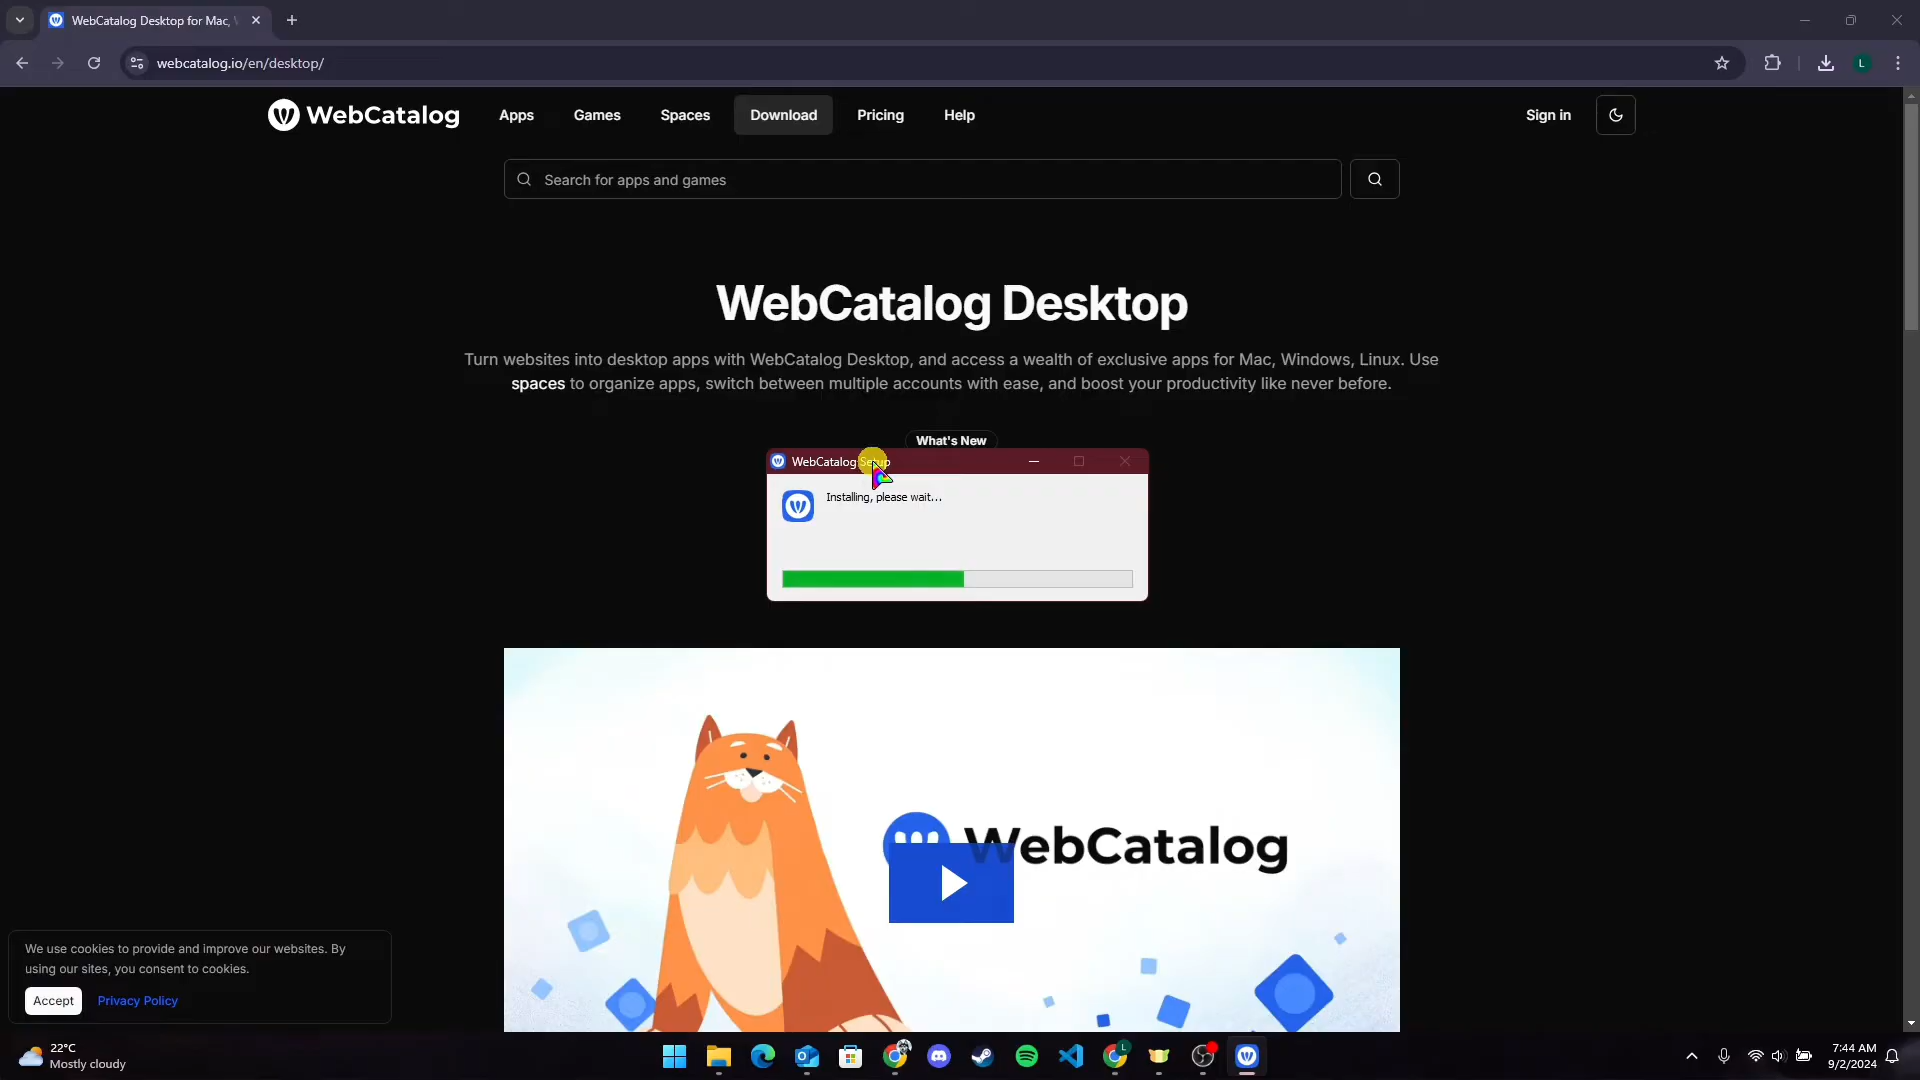 WebCatalog Desktop for Mac,
webcatalog.io/en/desktop/
L
WebCatalog
Apps
Games
Spaces
Download
Pricing
Help
Sign in
Search for apps and games
WebCatalog Desktop
Turn websites into desktop apps with WebCatalog Desktop, and access a wealth of exclusive apps for Mac, Windows, Linux. Use
spaces to organize apps, switch between multiple accounts with ease, and boost your productivity like never before.
What's New
WebCatalog Setup
Installing, please wait...
WebCatalog
We use cookies to provide and improve our websites. By
using our sites, you consent to cookies.
Accept
Privacy Policy
22°C
Mostly cloudy
L
7:44 AM
9/2/2024